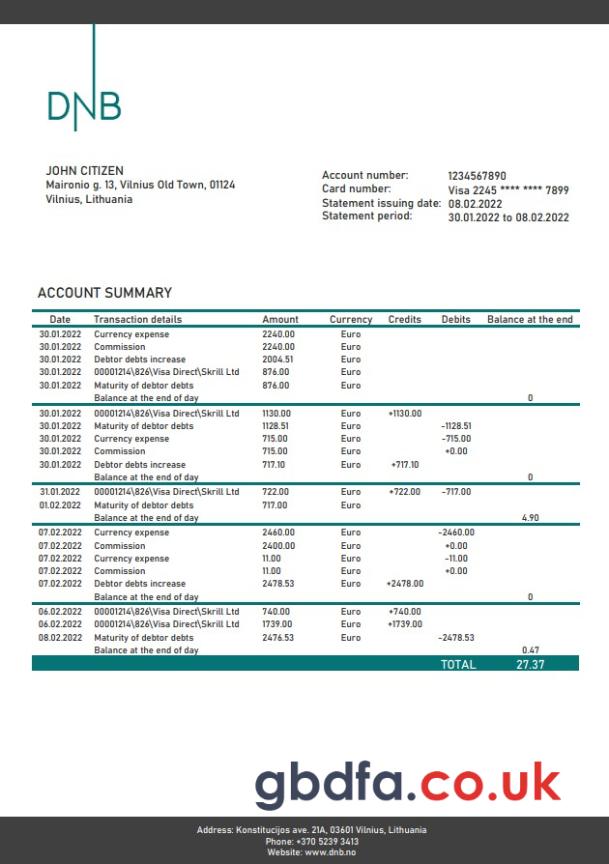 DNB
JOHN CITIZEN
Maironio g. 13, Vilnius Old Town, 01124
Vilnius, Lithuania
Account number: 1234567890
Card number: Visa 2245 **** **** 7899
Statement issuing date: 08.02.2022
Statement period: 30.01.2022 to 08.02.2022
ACCOUNT SUMMARY
Date Transaction details Amount Currency Credits Debits Balance at the end
30.01.2022 Currency expense 2240.00 Euro
30.01.2022 Commission 2240.00 Euro
30.01.2022 Debtor debts increase 2004.51 Euro
30.01.2022 00001214\826\Visa Direct\Skrill Ltd 876.00 Euro
30.01.2022 Maturity of debtor debts 876.00 Euro
Balance at the end of day 0
30.01.2022 00001214\826\Visa Direct\Skrill Ltd 1130.00 Euro +1130.00
30.01.2022 Maturity of debtor debts 1128.51 Euro -1128.51
30.01.2022 Currency expense 715.00 Euro -715.00
30.01.2022 Commission 715.00 Euro +0.00
30.01.2022 Debtor debts increase 717.10 Euro +717.10
Balance at the end of day 0
31.01.2022 00001214\826\Visa Direct\Skrill Ltd 722.00 Euro +722.00 -717.00
01.02.2022 Maturity of debtor debts 717.00 Euro
Balance at the end of day 4.90
07.02.2022 Currency expense 2460.00 Euro -2460.00
07.02.2022 Commission 2400.00 Euro +0.00
07.02.2022 Currency expense 11.00 Euro -11.00
07.02.2022 Commission 11.00 Euro +0.00
07.02.2022 Debtor debts increase 2478.53 Euro +2478.00
Balance at the end of day 0
06.02.2022 00001214\826\Visa Direct\Skrill Ltd 740.00 Euro +740.00
06.02.2022 00001214\826\Visa Direct\Skrill Ltd 1739.00 Euro +1739.00
08.02.2022 Maturity of debtor debts 2476.53 Euro -2478.53
Balance at the end of day 0.47
TOTAL 27.37
gbdfa.co.uk
Address: Konstitucijos ave. 21A, 03601 Vilnius, Lithuania
Phone: +370 5239 3413
Website: www.dnb.no